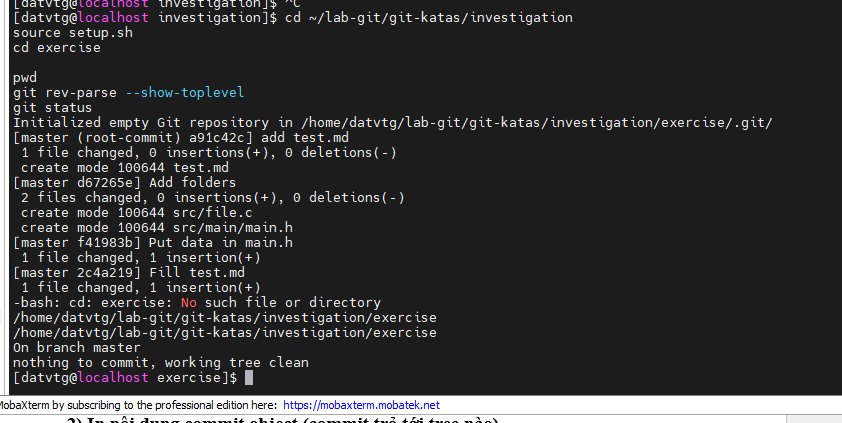 [datvtg@localhost investigation]$ ^C
[datvtg@localhost investigation]$ cd ~/lab-git/git-katas/investigation
source setup.sh
cd exercise
pwd
git rev-parse --show-toplevel
git status
Initialized empty Git repository in /home/datvtg/lab-git/git-katas/investigation/exercise/.git/
[master (root-commit) a91c42c] add test.md
1 file changed, 0 insertions(+), 0 deletions(-)
create mode 100644 test.md
[master d67265e] Add folders
2 files changed, 0 insertions(+), 0 deletions(-)
create mode 100644 src/file.c
create mode 100644 src/main/main.h
[master f41983b] Put data in main.h
1 file changed, 1 insertion(+)
[master 2c4a219] Fill test.md
1 file changed, 1 insertion(+)
-bash: cd: exercise: No such file or directory
/home/datvtg/lab-git/git-katas/investigation/exercise
/home/datvtg/lab-git/git-katas/investigation/exercise
On branch master
nothing to commit, working tree clean
[datvtg@localhost exercise]$
MobaXterm by subscribing to the professional edition here: https://mobaxterm.mobatek.net
2) In nội dung commit object (commit trỏ tới tree nào)